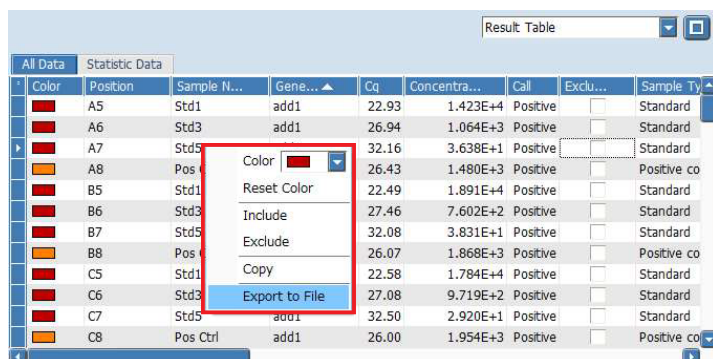 Result Table
All Data Statistic Data
Color Position Sample N... Gene... Cq Concentra... Call Exclu... Sample Ty
A5 Std1 add1 22.93 1.423E+4 Positive Standard
A6 Std3 add1 26.94 1.064E+3 Positive Standard
A7 Std5 32.16 3.638E+1 Positive Standard
A8 Pos 26.43 1.480E+3 Positive Positive co
B5 Std1 22.49 1.891E+4 Positive Standard
B6 Std3 27.46 7.602E+2 Positive Standard
B7 Std5 32.08 3.831E+1 Positive Standard
B8 Pos 26.07 1.868E+3 Positive Positive co
C5 Std1 22.58 1.784E+4 Positive Standard
C6 Std3 27.08 9.719E+2 Positive Standard
C7 Std5 add1 32.50 2.920E+1 Positive Standard
C8 Pos Ctrl add1 26.00 1.954E+3 Positive Positive co
Color
Reset Color
Include
Exclude
Copy
Export to File